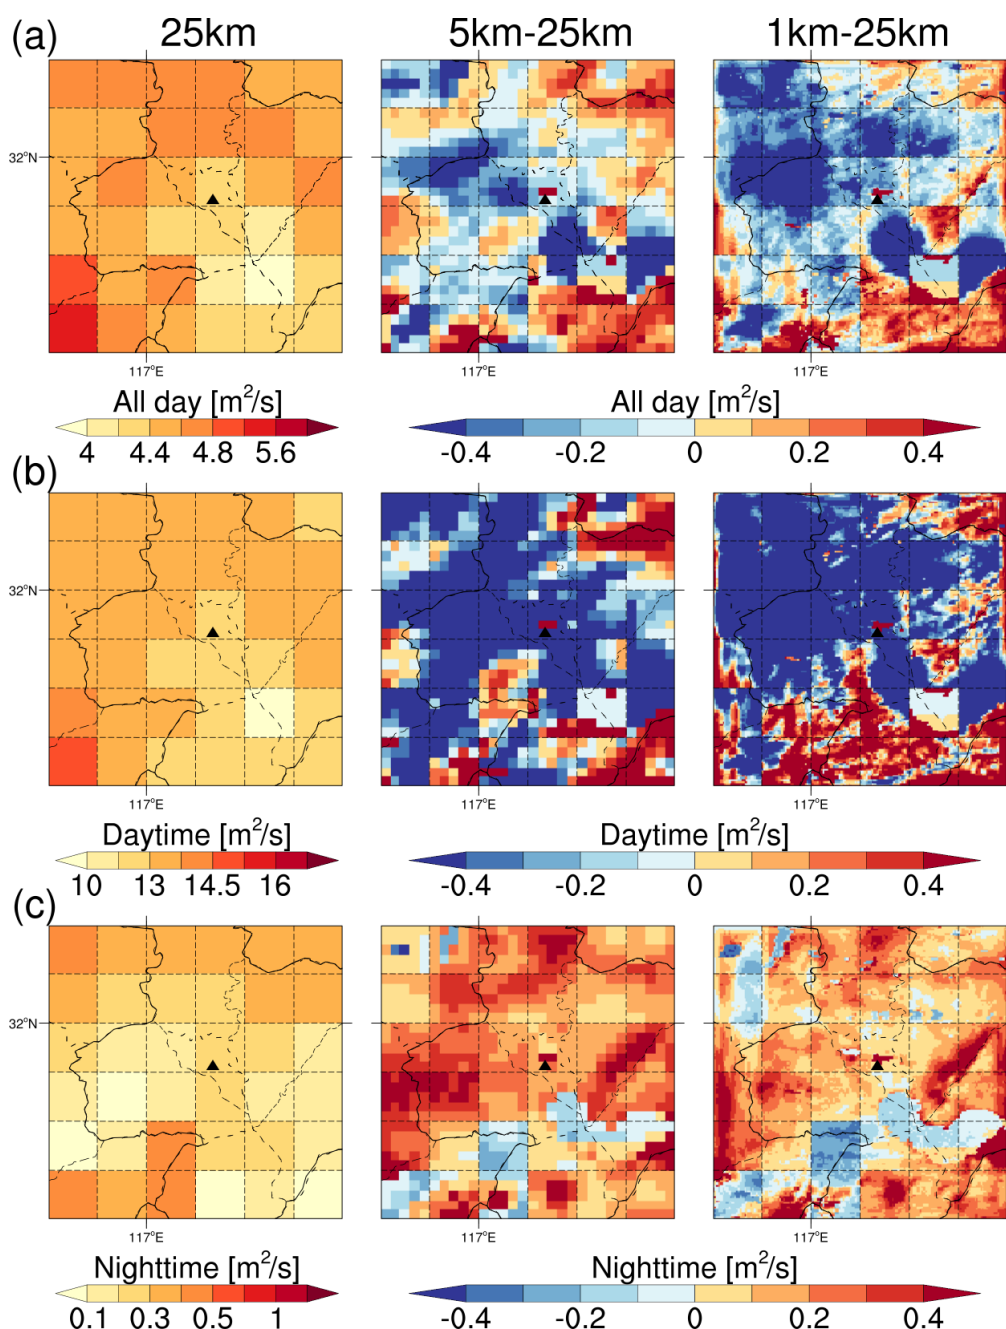 (a) 25km 5km-25km 1km-25km
32°N
117°E 117°E 117°E
All day [m²/s] All day [m²/s]
4 4.4 4.8 5.6 -0.4 -0.2 0 0.2 0.4
(b)
32°N
117°E 117°E 117°E
Daytime [m²/s] Daytime [m²/s]
10 13 14.5 16 -0.4 -0.2 0 0.2 0.4
(c)
32°N
117°E 117°E 117°E
Nighttime [m²/s] Nighttime [m²/s]
0.1 0.3 0.5 1 -0.4 -0.2 0 0.2 0.4